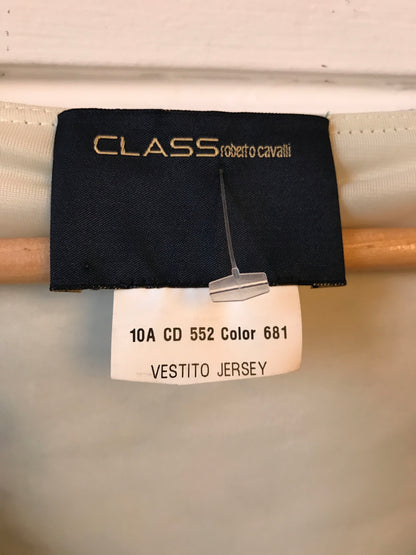 CLASS roberto cavalli
10A CD 552 Color 681
VESTITO JERSEY